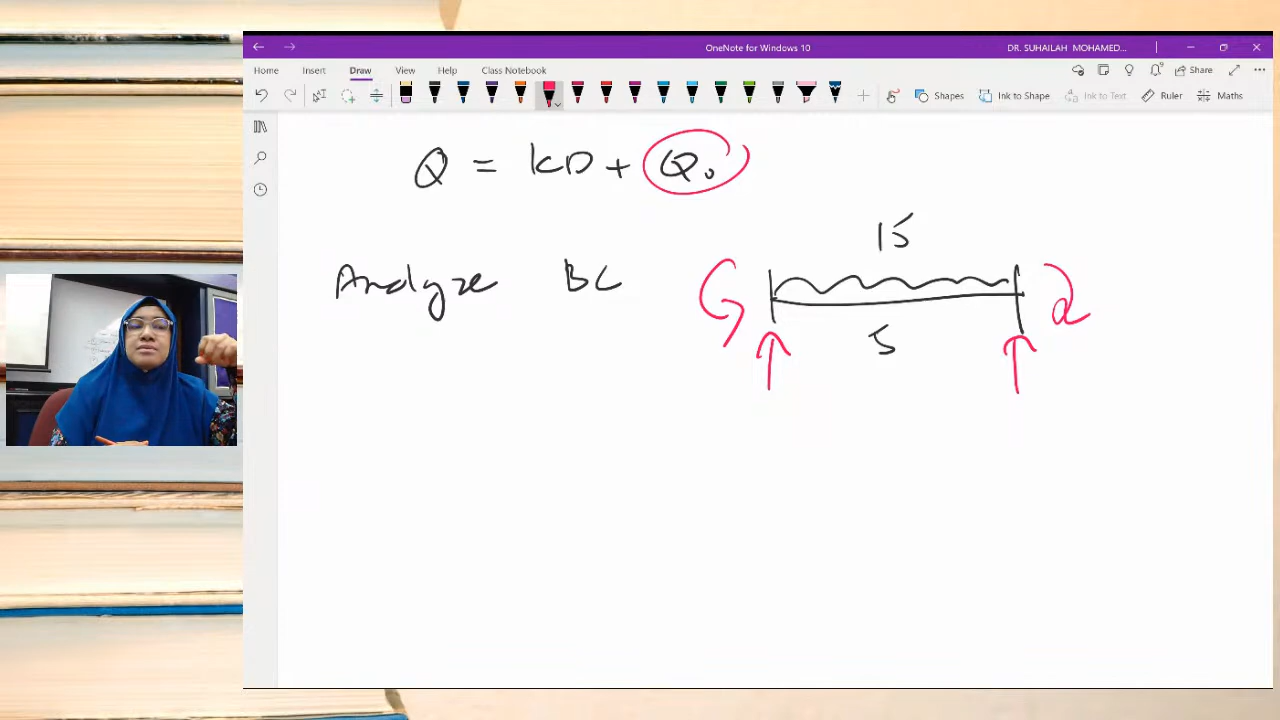 OneNote for Windows 10
DR. SUHAILAH MOHAMED...
Home Insert Draw View Help Class Notebook
Share
Shapes Ink to Shape Ink to Text Ruler Maths
Q = KD + Q₀
15
Analyze BC
5